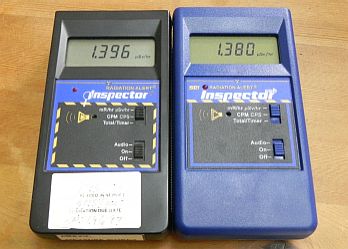 1.396 µSv/hr
RADIATION ALERT®
Inspector
mR/hr µSv/hr
CPM CPS
Total/Timer
Audio
On
Off
1.380 µSv/hr
SEI RADIATION ALERT®
Inspector
mR/hr µSv/hr
CPM CPS
Total/Timer
Audio
On
Off